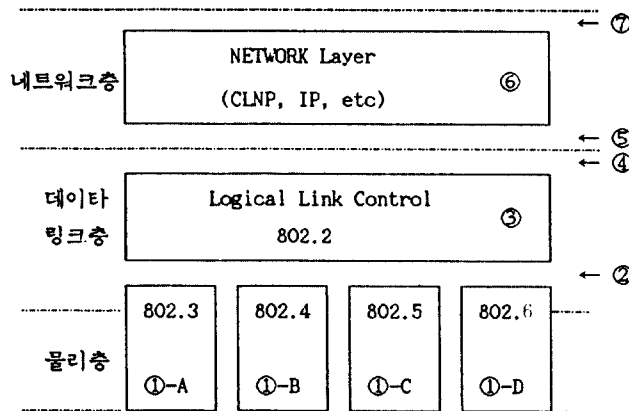 ← ⑦
NETWORK Layer
네트워크층
(CLNP, IP, etc)
⑥
← ⑤
← ④
데이타
링크층
Logical Link Control
802.2
③
← ②
802.3 802.4 802.5 802.6
물리층
①-A ①-B ①-C ①-D